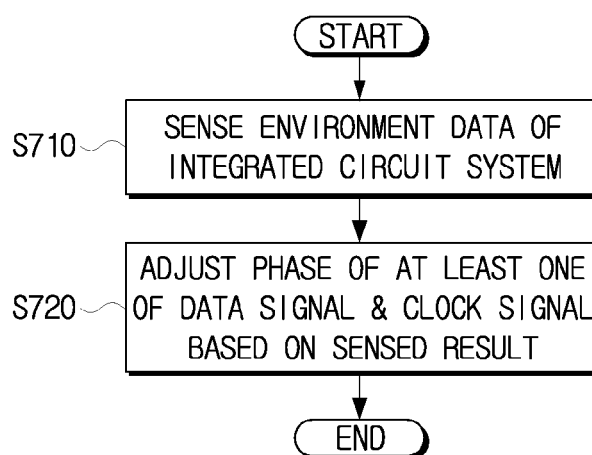 START
S710
SENSE ENVIRONMENT DATA OF
INTEGRATED CIRCUIT SYSTEM
S720
ADJUST PHASE OF AT LEAST ONE
OF DATA SIGNAL & CLOCK SIGNAL
BASED ON SENSED RESULT
END